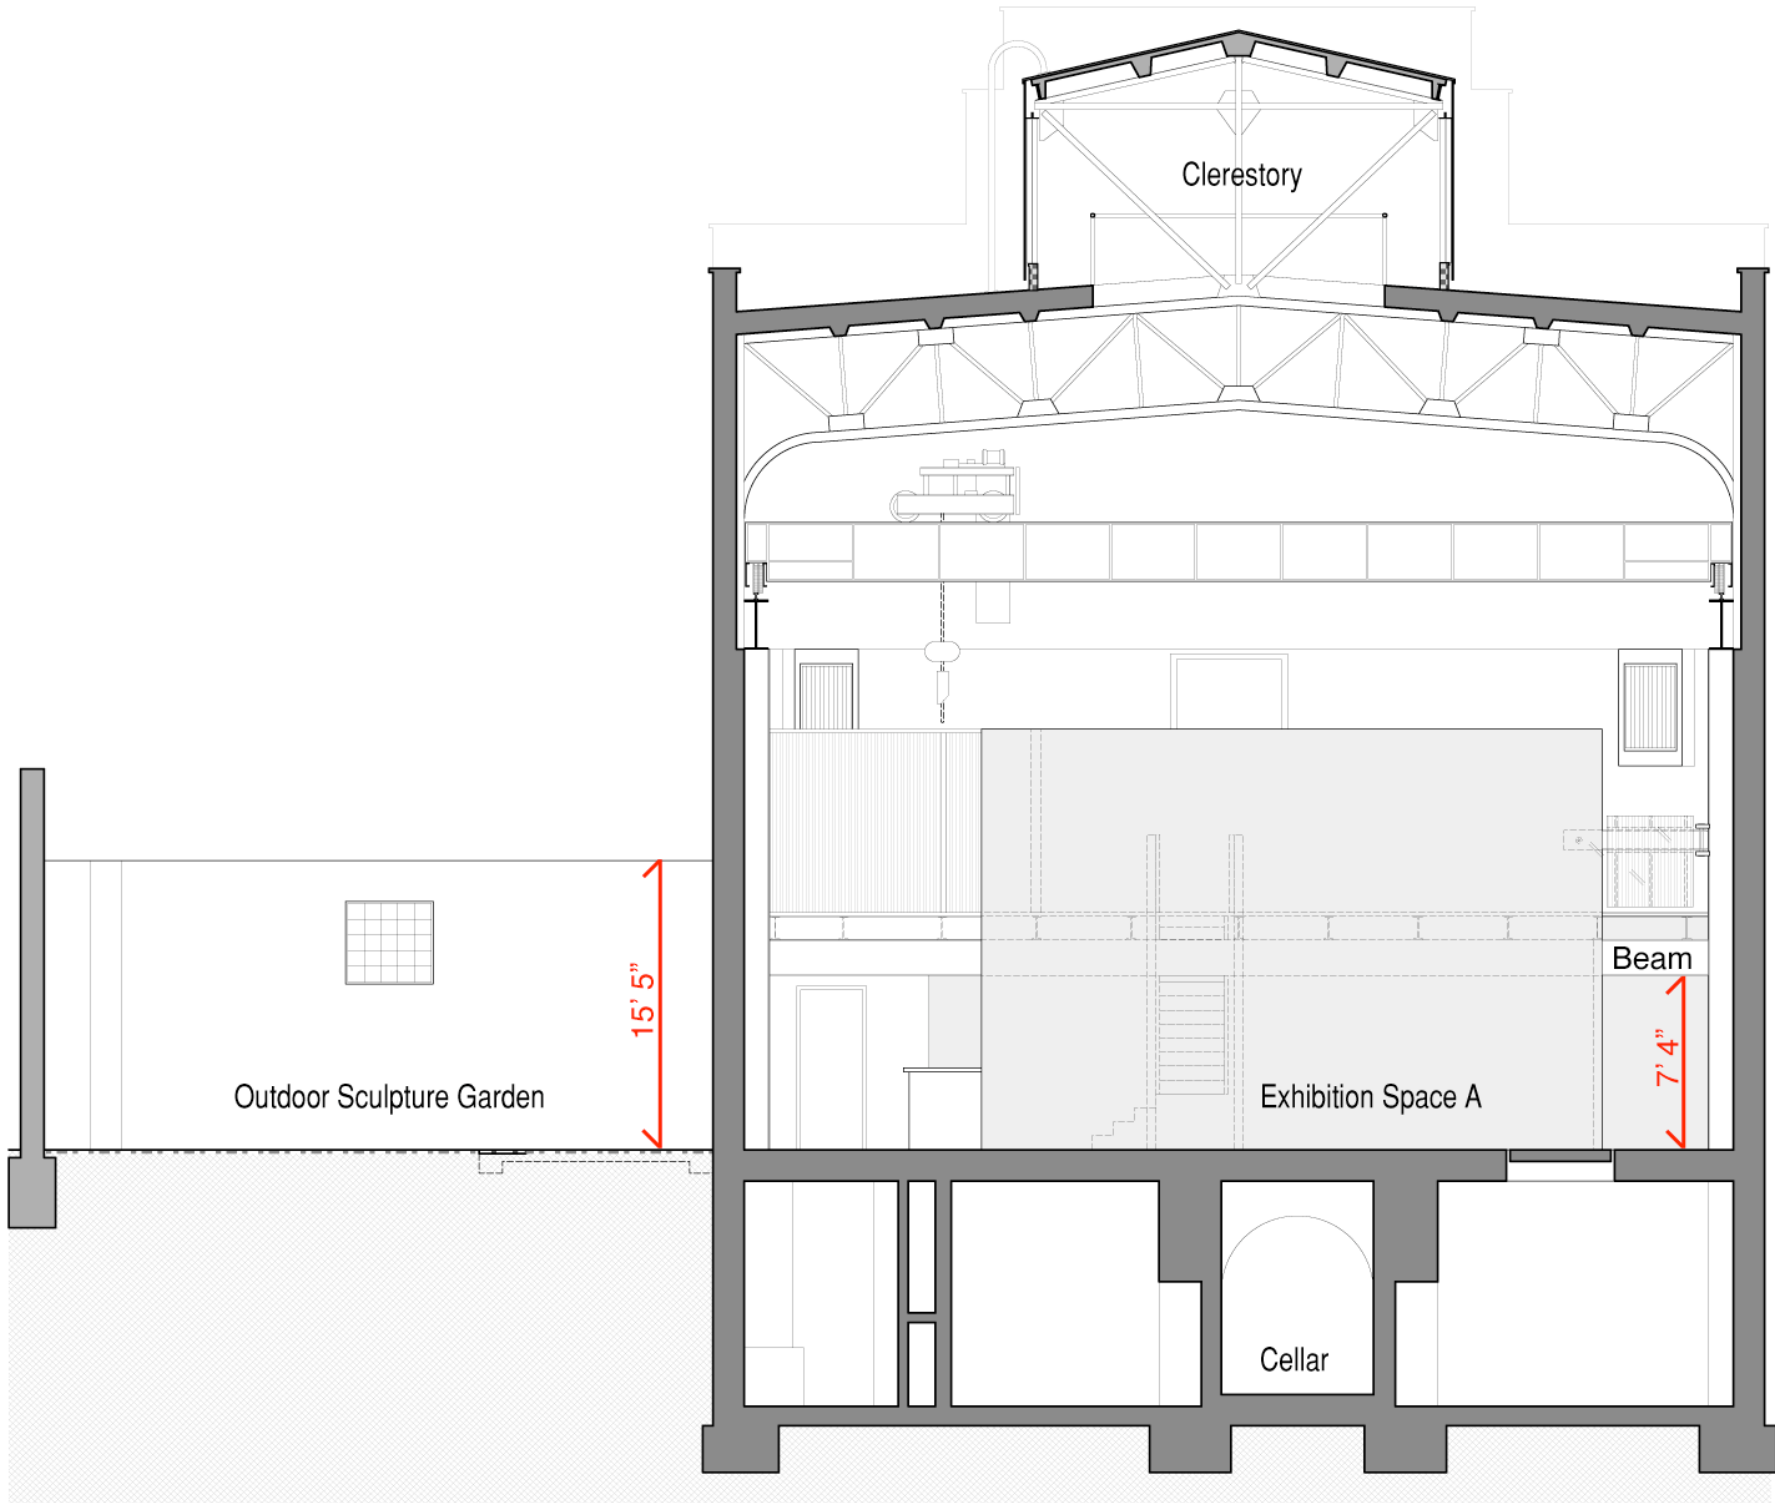 Clerestory
Beam
15’ 5”
7’ 4”
Outdoor Sculpture Garden
Exhibition Space A
Cellar